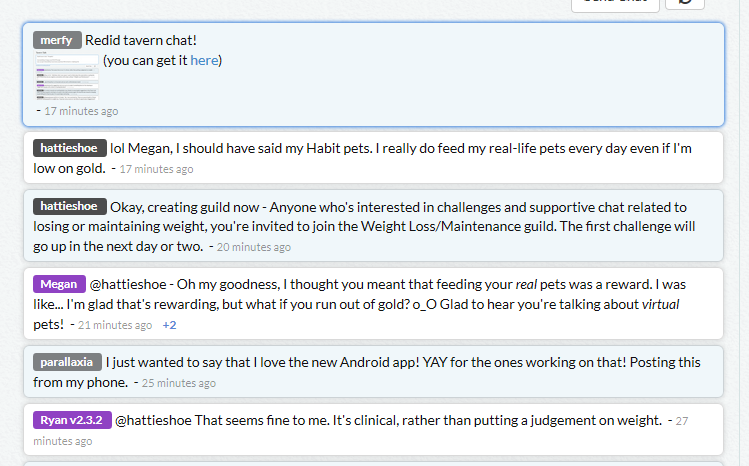 Send Chat
merfy Redid tavern chat!
(you can get it here)
- 17 minutes ago
hattieshoe lol Megan, I should have said my Habit pets. I really do feed my real-life pets every day even if I'm
low on gold. - 17 minutes ago
hattieshoe Okay, creating guild now - Anyone who's interested in challenges and supportive chat related to
losing or maintaining weight, you're invited to join the Weight Loss/Maintenance guild. The first challenge will
go up in the next day or two. - 20 minutes ago
Megan @hattieshoe - Oh my goodness, I thought you meant that feeding your real pets was a reward. I was
like... I'm glad that's rewarding, but what if you run out of gold? o_O Glad to hear you're talking about virtual
pets! - 21 minutes ago +2
parallaxia I just wanted to say that I love the new Android app! YAY for the ones working on that! Posting this
from my phone. - 25 minutes ago
Ryan v2.3.2 @hattieshoe That seems fine to me. It's clinical, rather than putting a judgement on weight. - 27
minutes ago